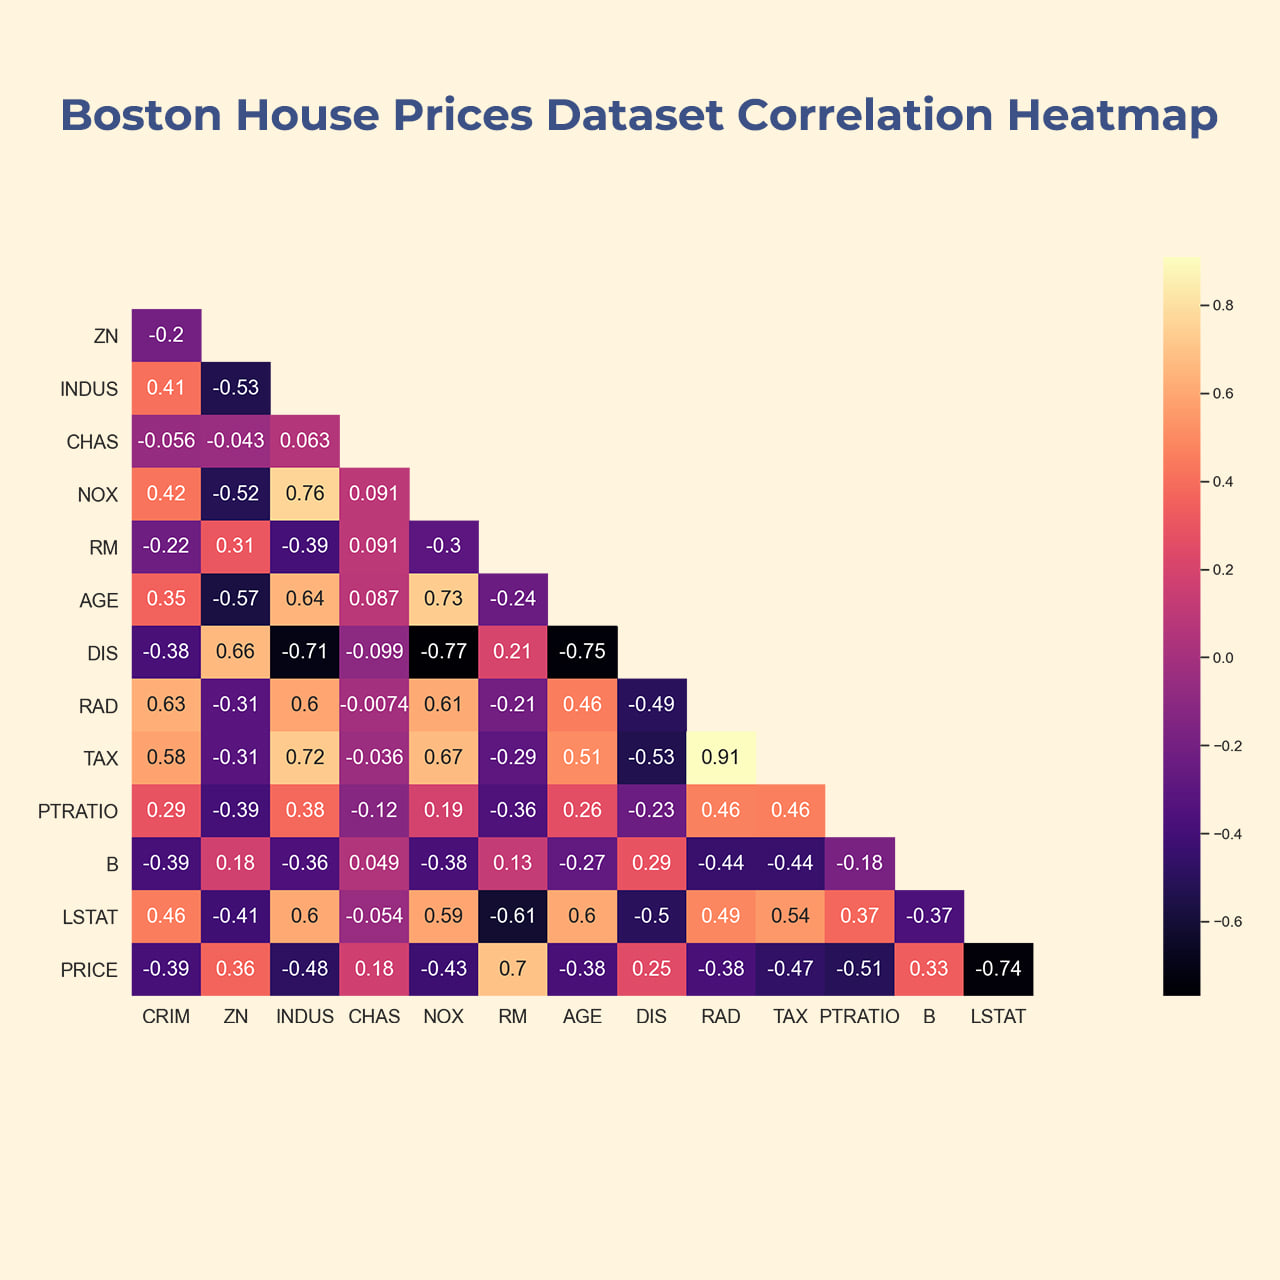 Boston House Prices Dataset Correlation Heatmap
0.8
ZN -0.2
INDUS 0.41 -0.53
0.6
CHAS -0.056 -0.043 0.063
0.4
NOX 0.42 -0.52 0.76 0.091
RM -0.22 0.31 -0.39 0.091 -0.3
0.2
AGE 0.35 -0.57 0.64 0.087 0.73 -0.24
DIS -0.38 0.66 -0.71 -0.099 -0.77 0.21 -0.75
0.0
RAD 0.63 -0.31 0.6 -0.0074 0.61 -0.21 0.46 -0.49
−0.2
TAX 0.58 -0.31 0.72 -0.036 0.67 -0.29 0.51 -0.53 0.91
PTRATIO 0.29 -0.39 0.38 -0.12 0.19 -0.36 0.26 -0.23 0.46 0.46
−0.4
B -0.39 0.18 -0.36 0.049 -0.38 0.13 -0.27 0.29 -0.44 -0.44 -0.18
LSTAT 0.46 -0.41 0.6 -0.054 0.59 -0.61 0.6 -0.5 0.49 0.54 0.37 -0.37
−0.6
PRICE -0.39 0.36 -0.48 0.18 -0.43 0.7 -0.38 0.25 -0.38 -0.47 -0.51 0.33 -0.74
CRIM ZN INDUS CHAS NOX RM AGE DIS RAD TAX PTRATIO B LSTAT